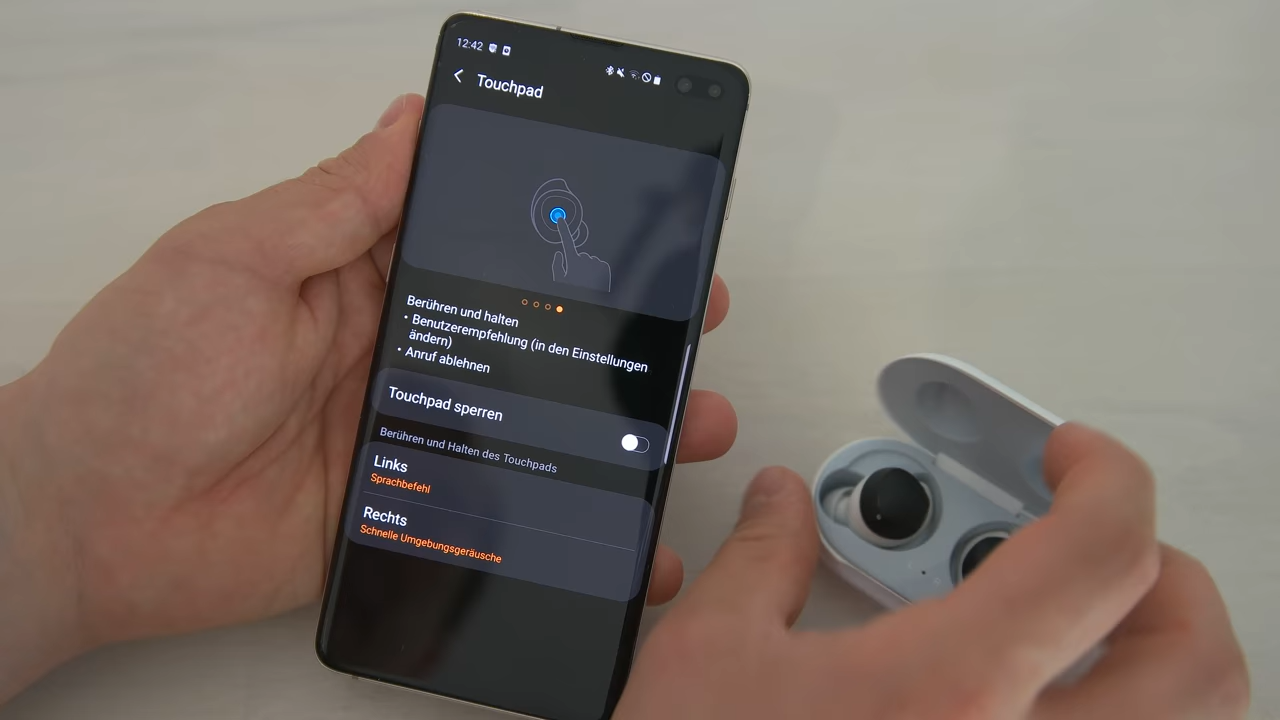 12:42
Touchpad
Berühren und halten
• Benutzerempfehlung (in den Einstellungen
ändern)
• Anruf ablehnen
Touchpad sperren
Berühren und Halten des Touchpads
Links
Sprachbefehl
Rechts
Schnelle Umgebungsgeräusche